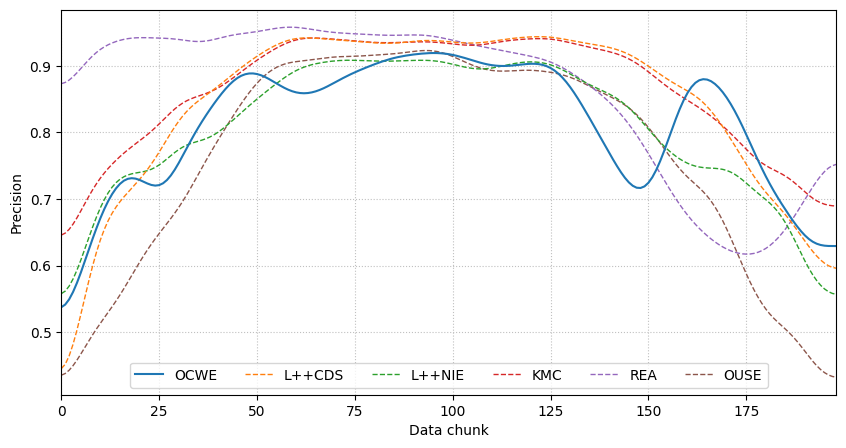 Precision
0.9
0.8
0.7
0.6
0.5
OCWE L++CDS L++NIE KMC REA OUSE
0 25 50 75 100 125 150 175
Data chunk